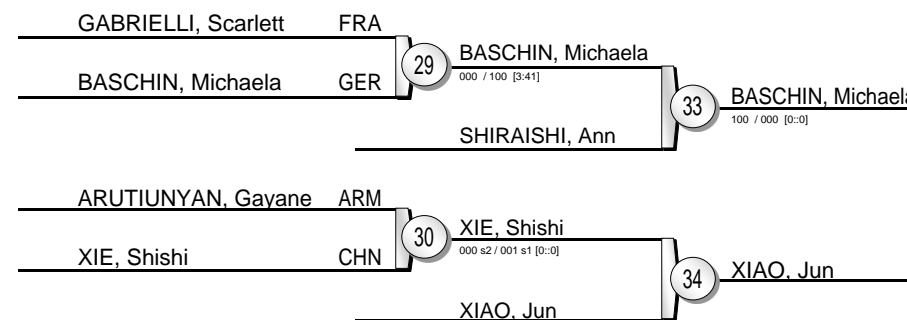 GABRIELLI, Scarlett FRA
29
BASCHIN, Michaela
000 / 100 [3:41]
BASCHIN, Michaela GER
33
BASCHIN, Michaela
100 / 000 [0::0]
SHIRAISHI, Ann
ARUTIUNYAN, Gayane ARM
30
XIE, Shishi
000 s2 / 001 s1 [0::0]
XIE, Shishi CHN
34
XIAO, Jun
XIAO, Jun